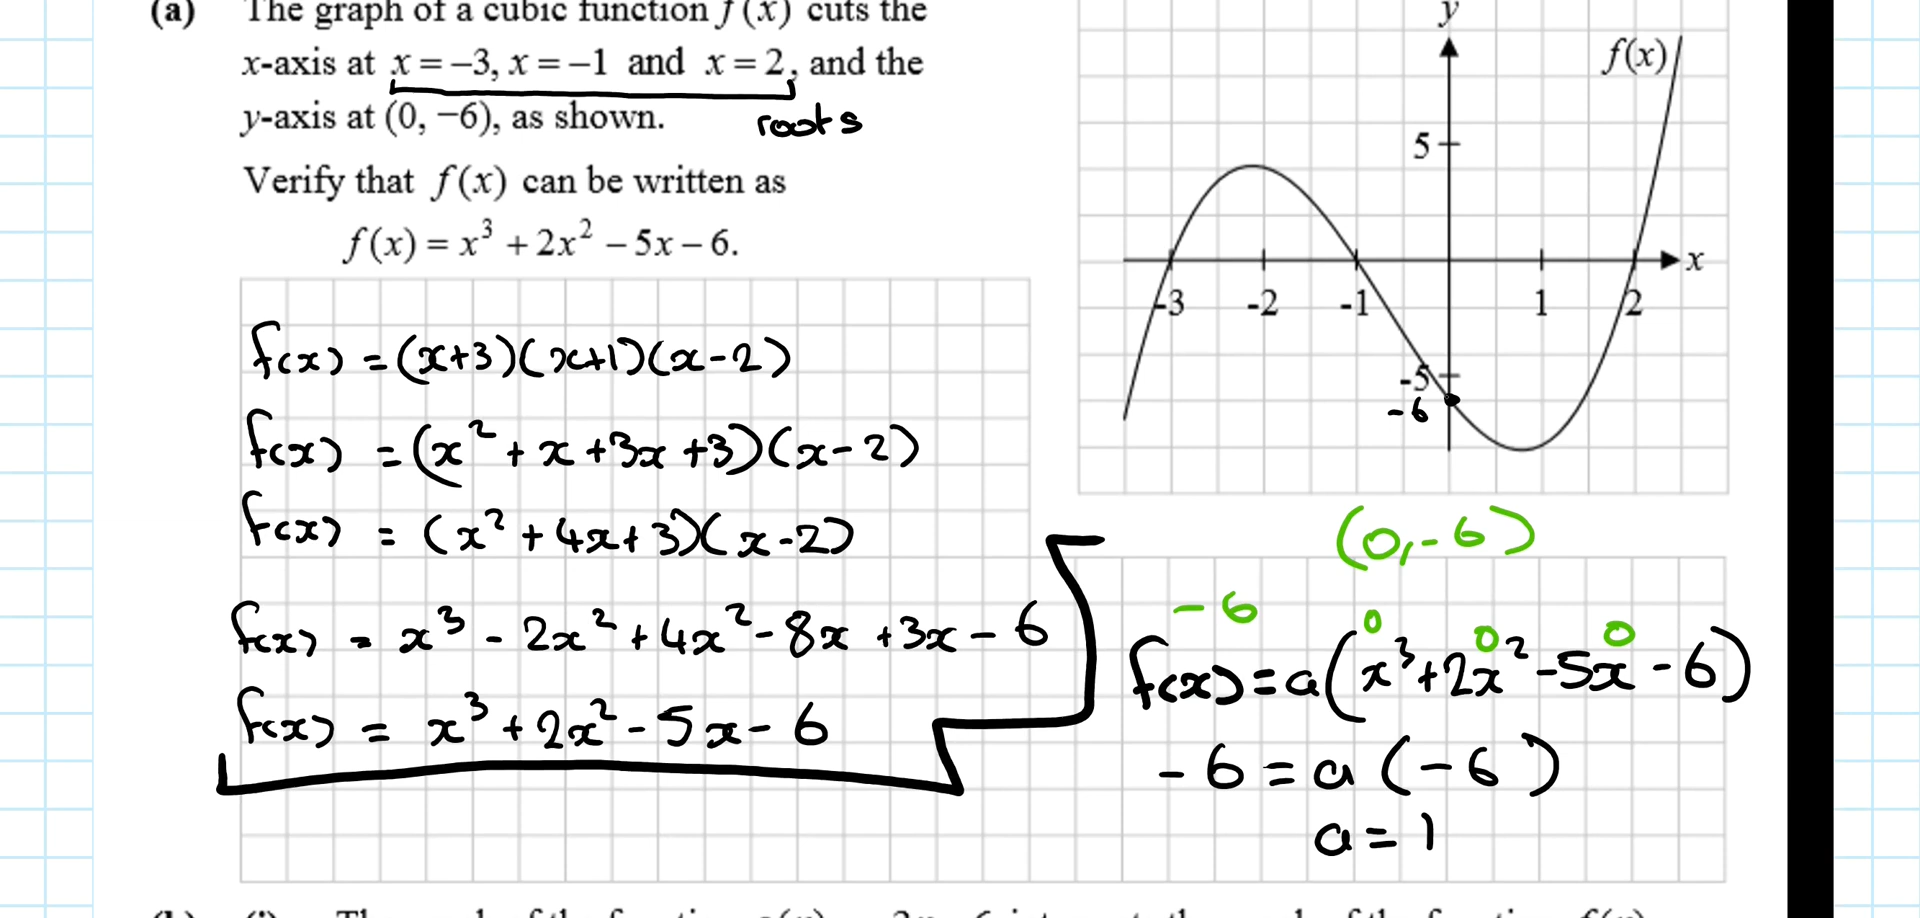 (a) The graph of a cubic function f(x) cuts the
x-axis at x = −3, x = −1 and x = 2, and the
y-axis at (0, −6), as shown.
roots
Verify that f(x) can be written as
f(x) = x³ + 2x² − 5x − 6.
f(x) = (x+3)(x+1)(x-2)
f(x) = (x² + x + 3x + 3)(x - 2)
f(x) = (x² + 4x + 3)(x - 2)
f(x) = x³ - 2x² + 4x² - 8x + 3x - 6
f(x) = x³ + 2x² - 5x - 6
y
f(x)
5
x
-3 -2 -1 1 2
-5
-6
(0, -6)
-6 0 0 0
f(x) = a(x³ + 2x² - 5x - 6)
-6 = a(-6)
a = 1